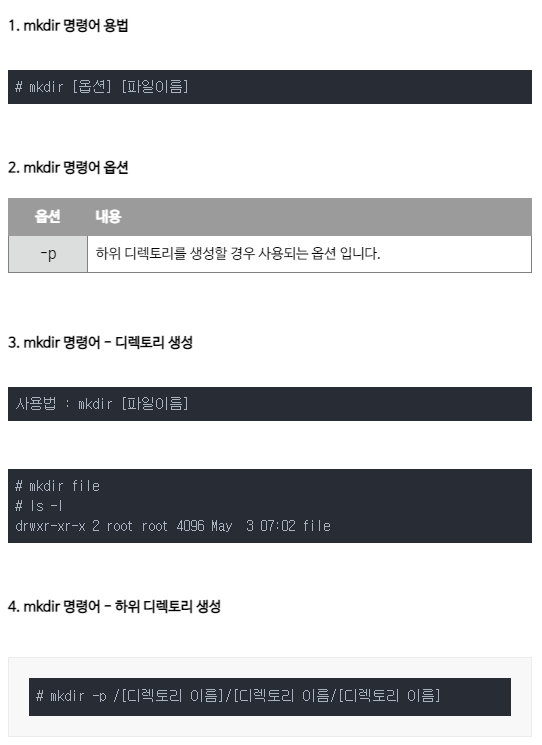 1. mkdir 명령어 용법
# mkdir [옵션] [파일이름]
2. mkdir 명령어 옵션
옵션 내용
-p 하위 디렉토리를 생성할 경우 사용되는 옵션 입니다.
3. mkdir 명령어 - 디렉토리 생성
사용법 : mkdir [파일이름]
# mkdir file
# ls -l
drwxr-xr-x 2 root root 4096 May  3 07:02 file
4. mkdir 명령어 - 하위 디렉토리 생성
# mkdir -p /[디렉토리 이름]/[디렉토리 이름/[디렉토리 이름]